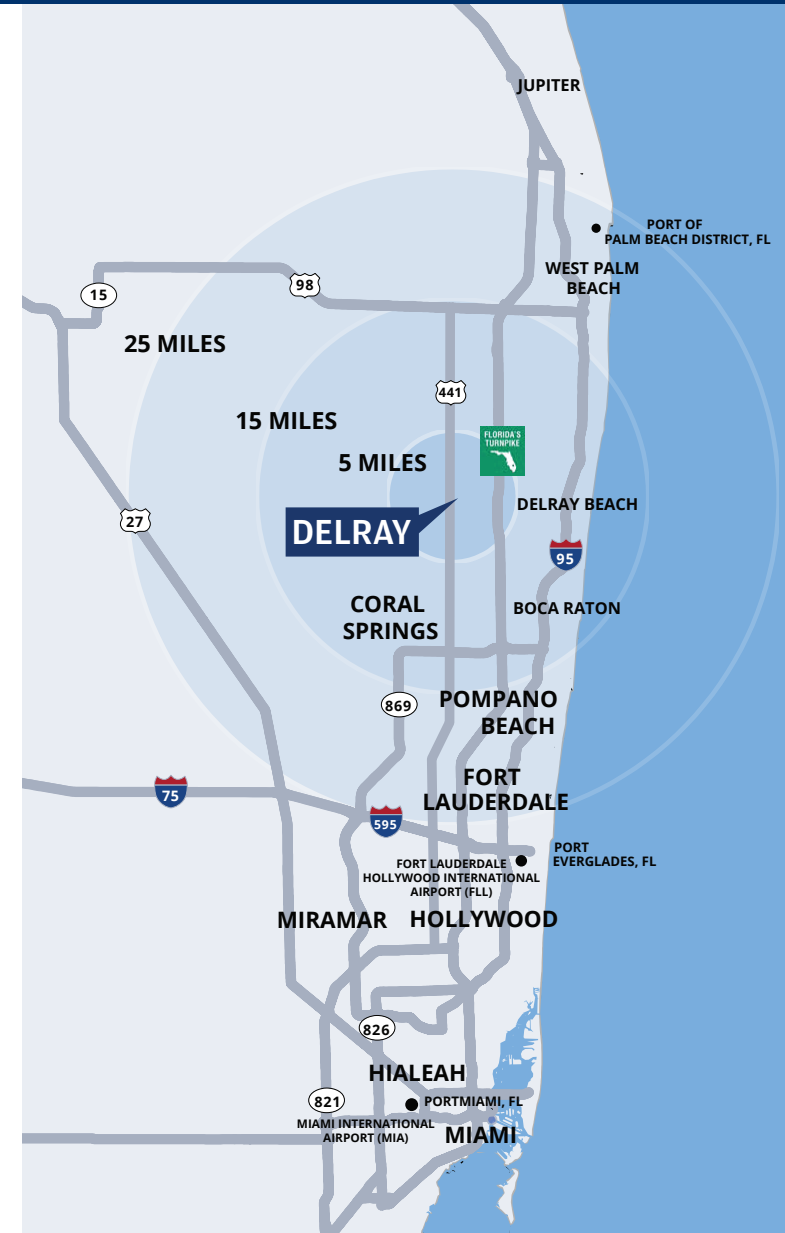 JUPITER
PORT OF
PALM BEACH DISTRICT, FL
WEST PALM
BEACH
98
15
25 MILES
441
15 MILES
FLORIDA'S
TURNPIKE
5 MILES
DELRAY BEACH
27
DELRAY
95
CORAL
SPRINGS
BOCA RATON
869
POMPANO
BEACH
FORT
LAUDERDALE
75
595
PORT
EVERGLADES, FL
FORT LAUDERDALE
HOLLYWOOD INTERNATIONAL
AIRPORT (FLL)
MIRAMAR
HOLLYWOOD
826
HIALEAH
821
PORTMIAMI, FL
MIAMI INTERNATIONAL
AIRPORT (MIA)
MIAMI